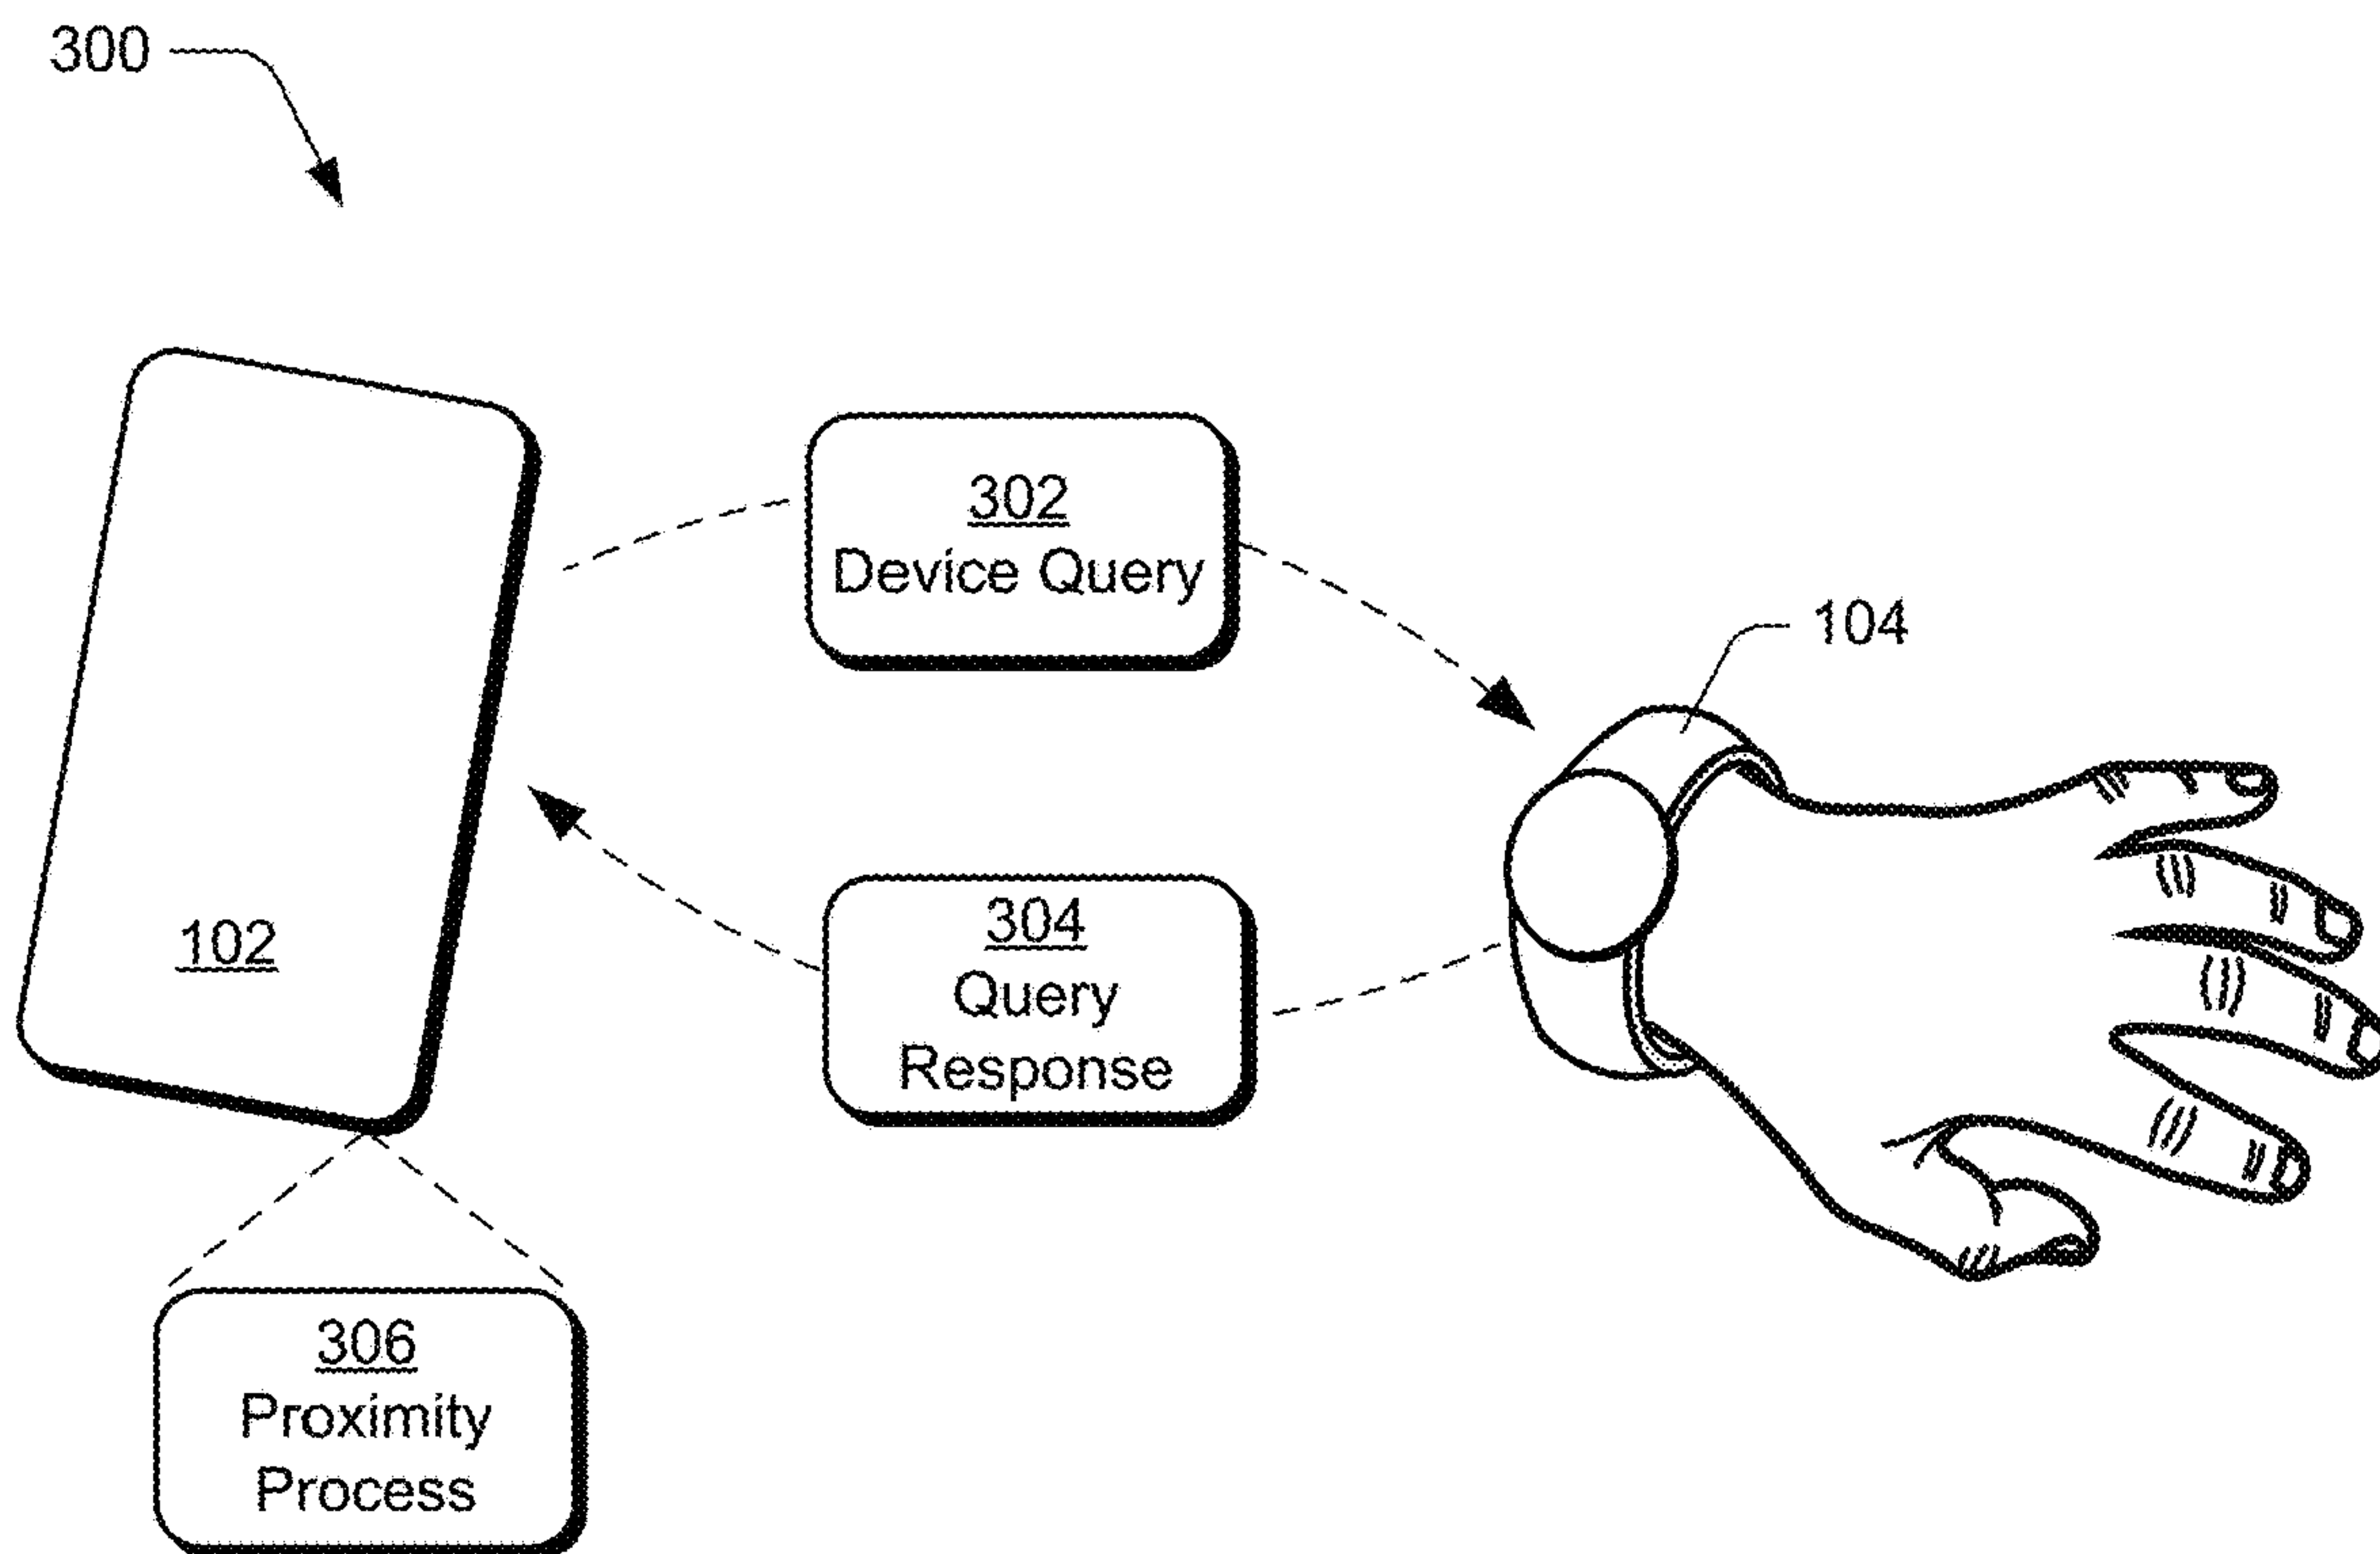 300
302
Device Query
104
304
Query
Response
102
306
Proximity
Process